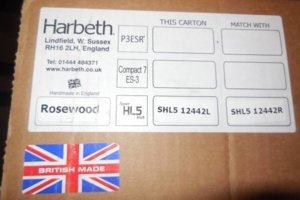 Harbeth
Lindfield, W. Sussex
RH16 2LH, England
Tel: 01444 484371
www.harbeth.co.uk
Handmade in England
Rosewood
P3ESR
Compact 7
ES-3
HL5
THIS CARTON
SHL5 12442L
MATCH WITH
SHL5 12442R
BRITISH MADE